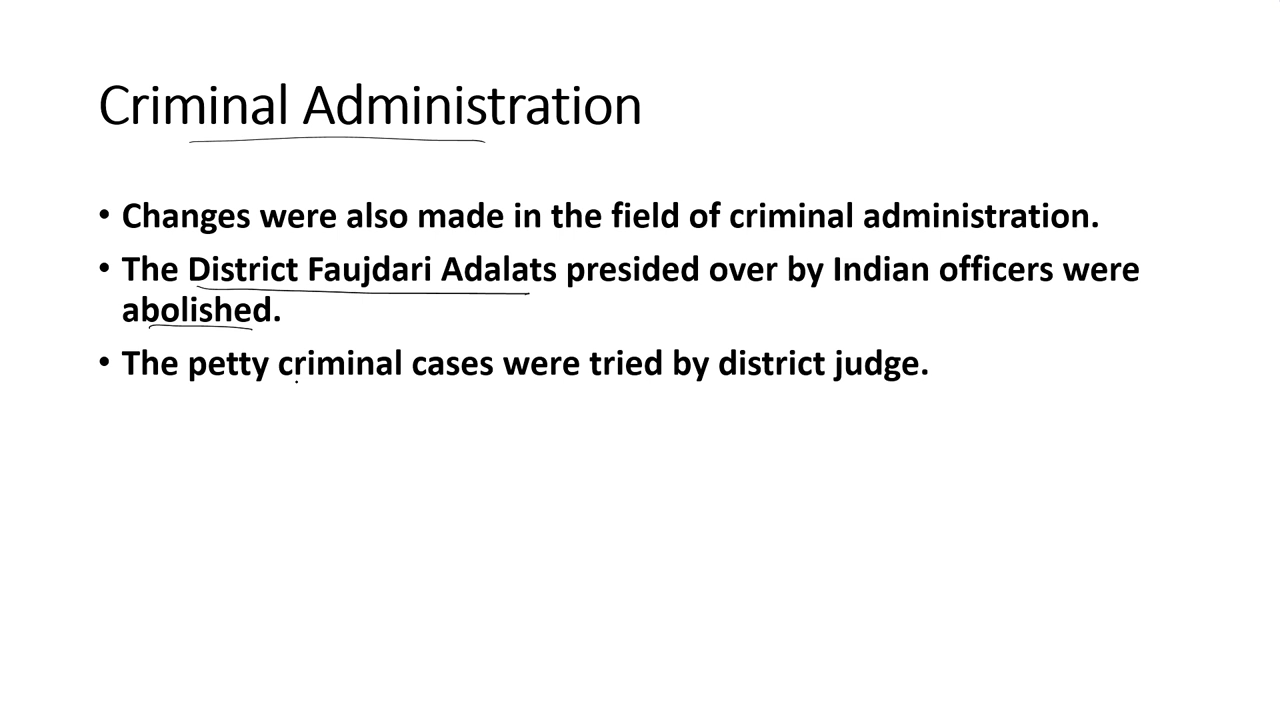 Criminal Administration
• Changes were also made in the field of criminal administration.
• The District Faujdari Adalats presided over by Indian officers were
abolished.
• The petty criminal cases were tried by district judge.